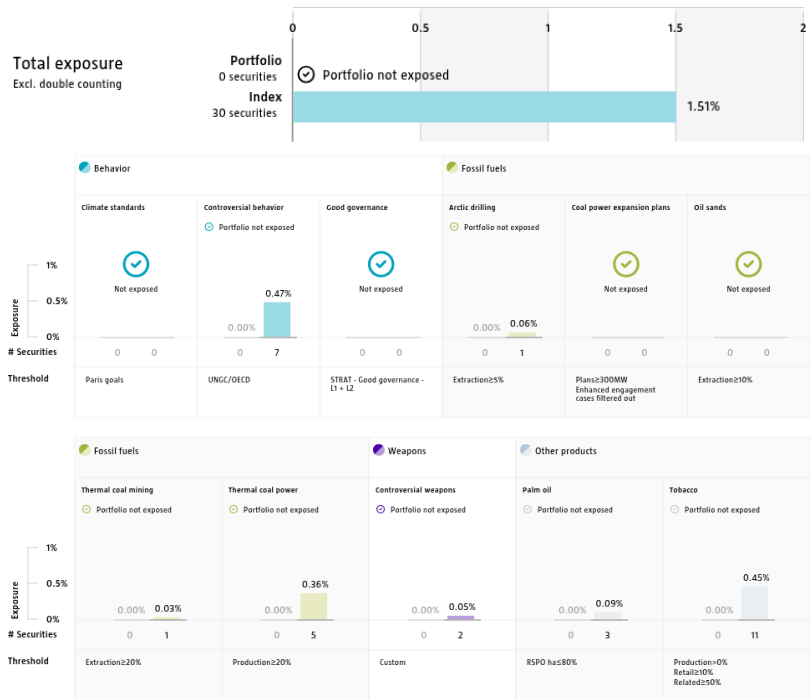 0 0.5 1 1.5 2
Total exposure
Excl. double counting
Portfolio
0 securities
Portfolio not exposed
Index
30 securities
1.51%
Behavior
Fossil fuels
Climate standards
Controversial behavior
Good governance
Arctic drilling
Coal power expansion plans
Oil sands
Portfolio not exposed
Portfolio not exposed
Not exposed
Not exposed
Not exposed
Not exposed
Exposure
1%
0.5%
0%
0.00% 0.47%
0.00% 0.06%
# Securities
0 0
0 7
0 0
0 1
0 0
0 0
Threshold
Paris goals
UNGC/OECD
STRAT - Good governance -
L1 + L2
Extraction≥5%
Plans≥300MW
Enhanced engagement
cases filtered out
Extraction≥10%
Fossil fuels
Weapons
Other products
Thermal coal mining
Thermal coal power
Controversial weapons
Palm oil
Tobacco
Portfolio not exposed
Portfolio not exposed
Portfolio not exposed
Portfolio not exposed
Portfolio not exposed
Exposure
1%
0.5%
0%
0.00% 0.03%
0.00% 0.36%
0.00% 0.05%
0.00% 0.09%
0.00% 0.45%
# Securities
0 1
0 5
0 2
0 3
0 11
Threshold
Extraction≥20%
Production≥20%
Custom
RSPO ha≤80%
Production>0%
Retail≥10%
Related≥50%